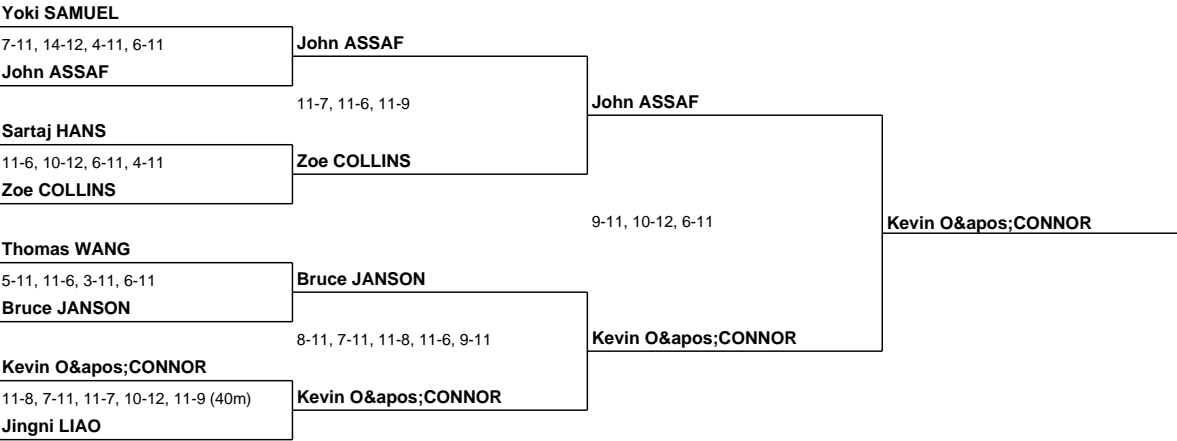 Yoki SAMUEL
7-11, 14-12, 4-11, 6-11
John ASSAF
John ASSAF
11-7, 11-6, 11-9
John ASSAF
Sartaj HANS
11-6, 10-12, 6-11, 4-11
Zoe COLLINS
Zoe COLLINS
9-11, 10-12, 6-11
Kevin O&apos;CONNOR
Thomas WANG
5-11, 11-6, 3-11, 6-11
Bruce JANSON
Bruce JANSON
8-11, 7-11, 11-8, 11-6, 9-11
Kevin O&apos;CONNOR
Kevin O&apos;CONNOR
11-8, 7-11, 11-7, 10-12, 11-9 (40m)
Kevin O&apos;CONNOR
Jingni LIAO